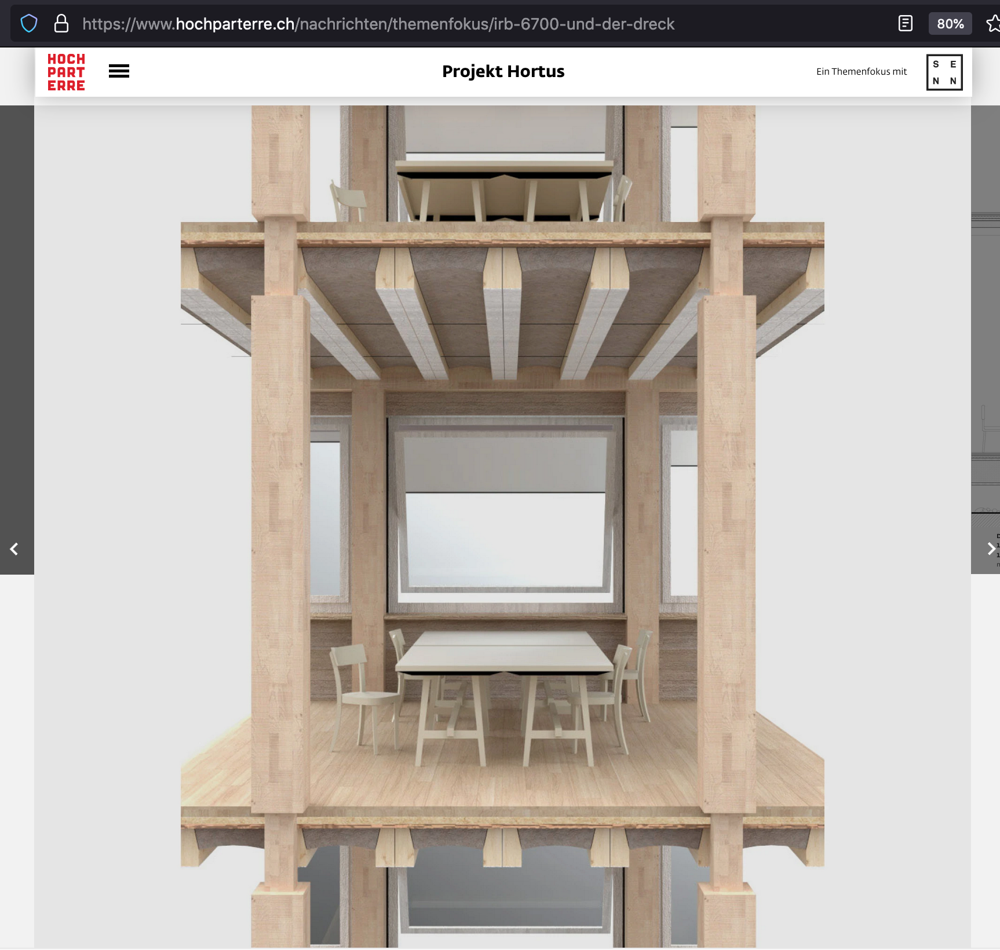 https://www.hochparterre.ch/nachrichten/themenfokus/irb-6700-und-der-dreck
80%
HOCH
PART
ERRE
Projekt Hortus
Ein Themenfokus mit
S E
N N